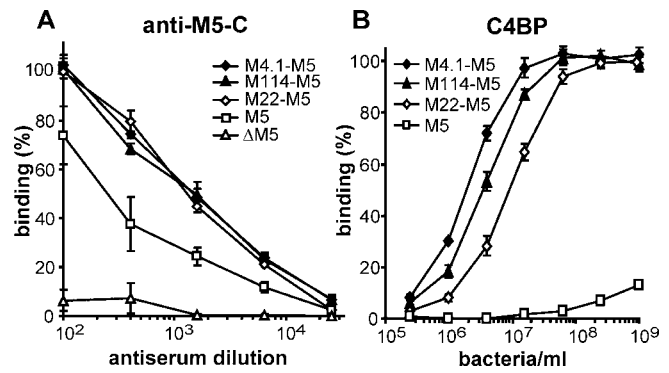 A
anti-M5-C
binding (%)
100
80
60
40
20
0
10² 10³ 10⁴
antiserum dilution
M4.1-M5
M114-M5
M22-M5
M5
ΔM5
B
C4BP
binding (%)
100
80
60
40
20
0
10⁵ 10⁶ 10⁷ 10⁸ 10⁹
bacteria/ml
M4.1-M5
M114-M5
M22-M5
M5